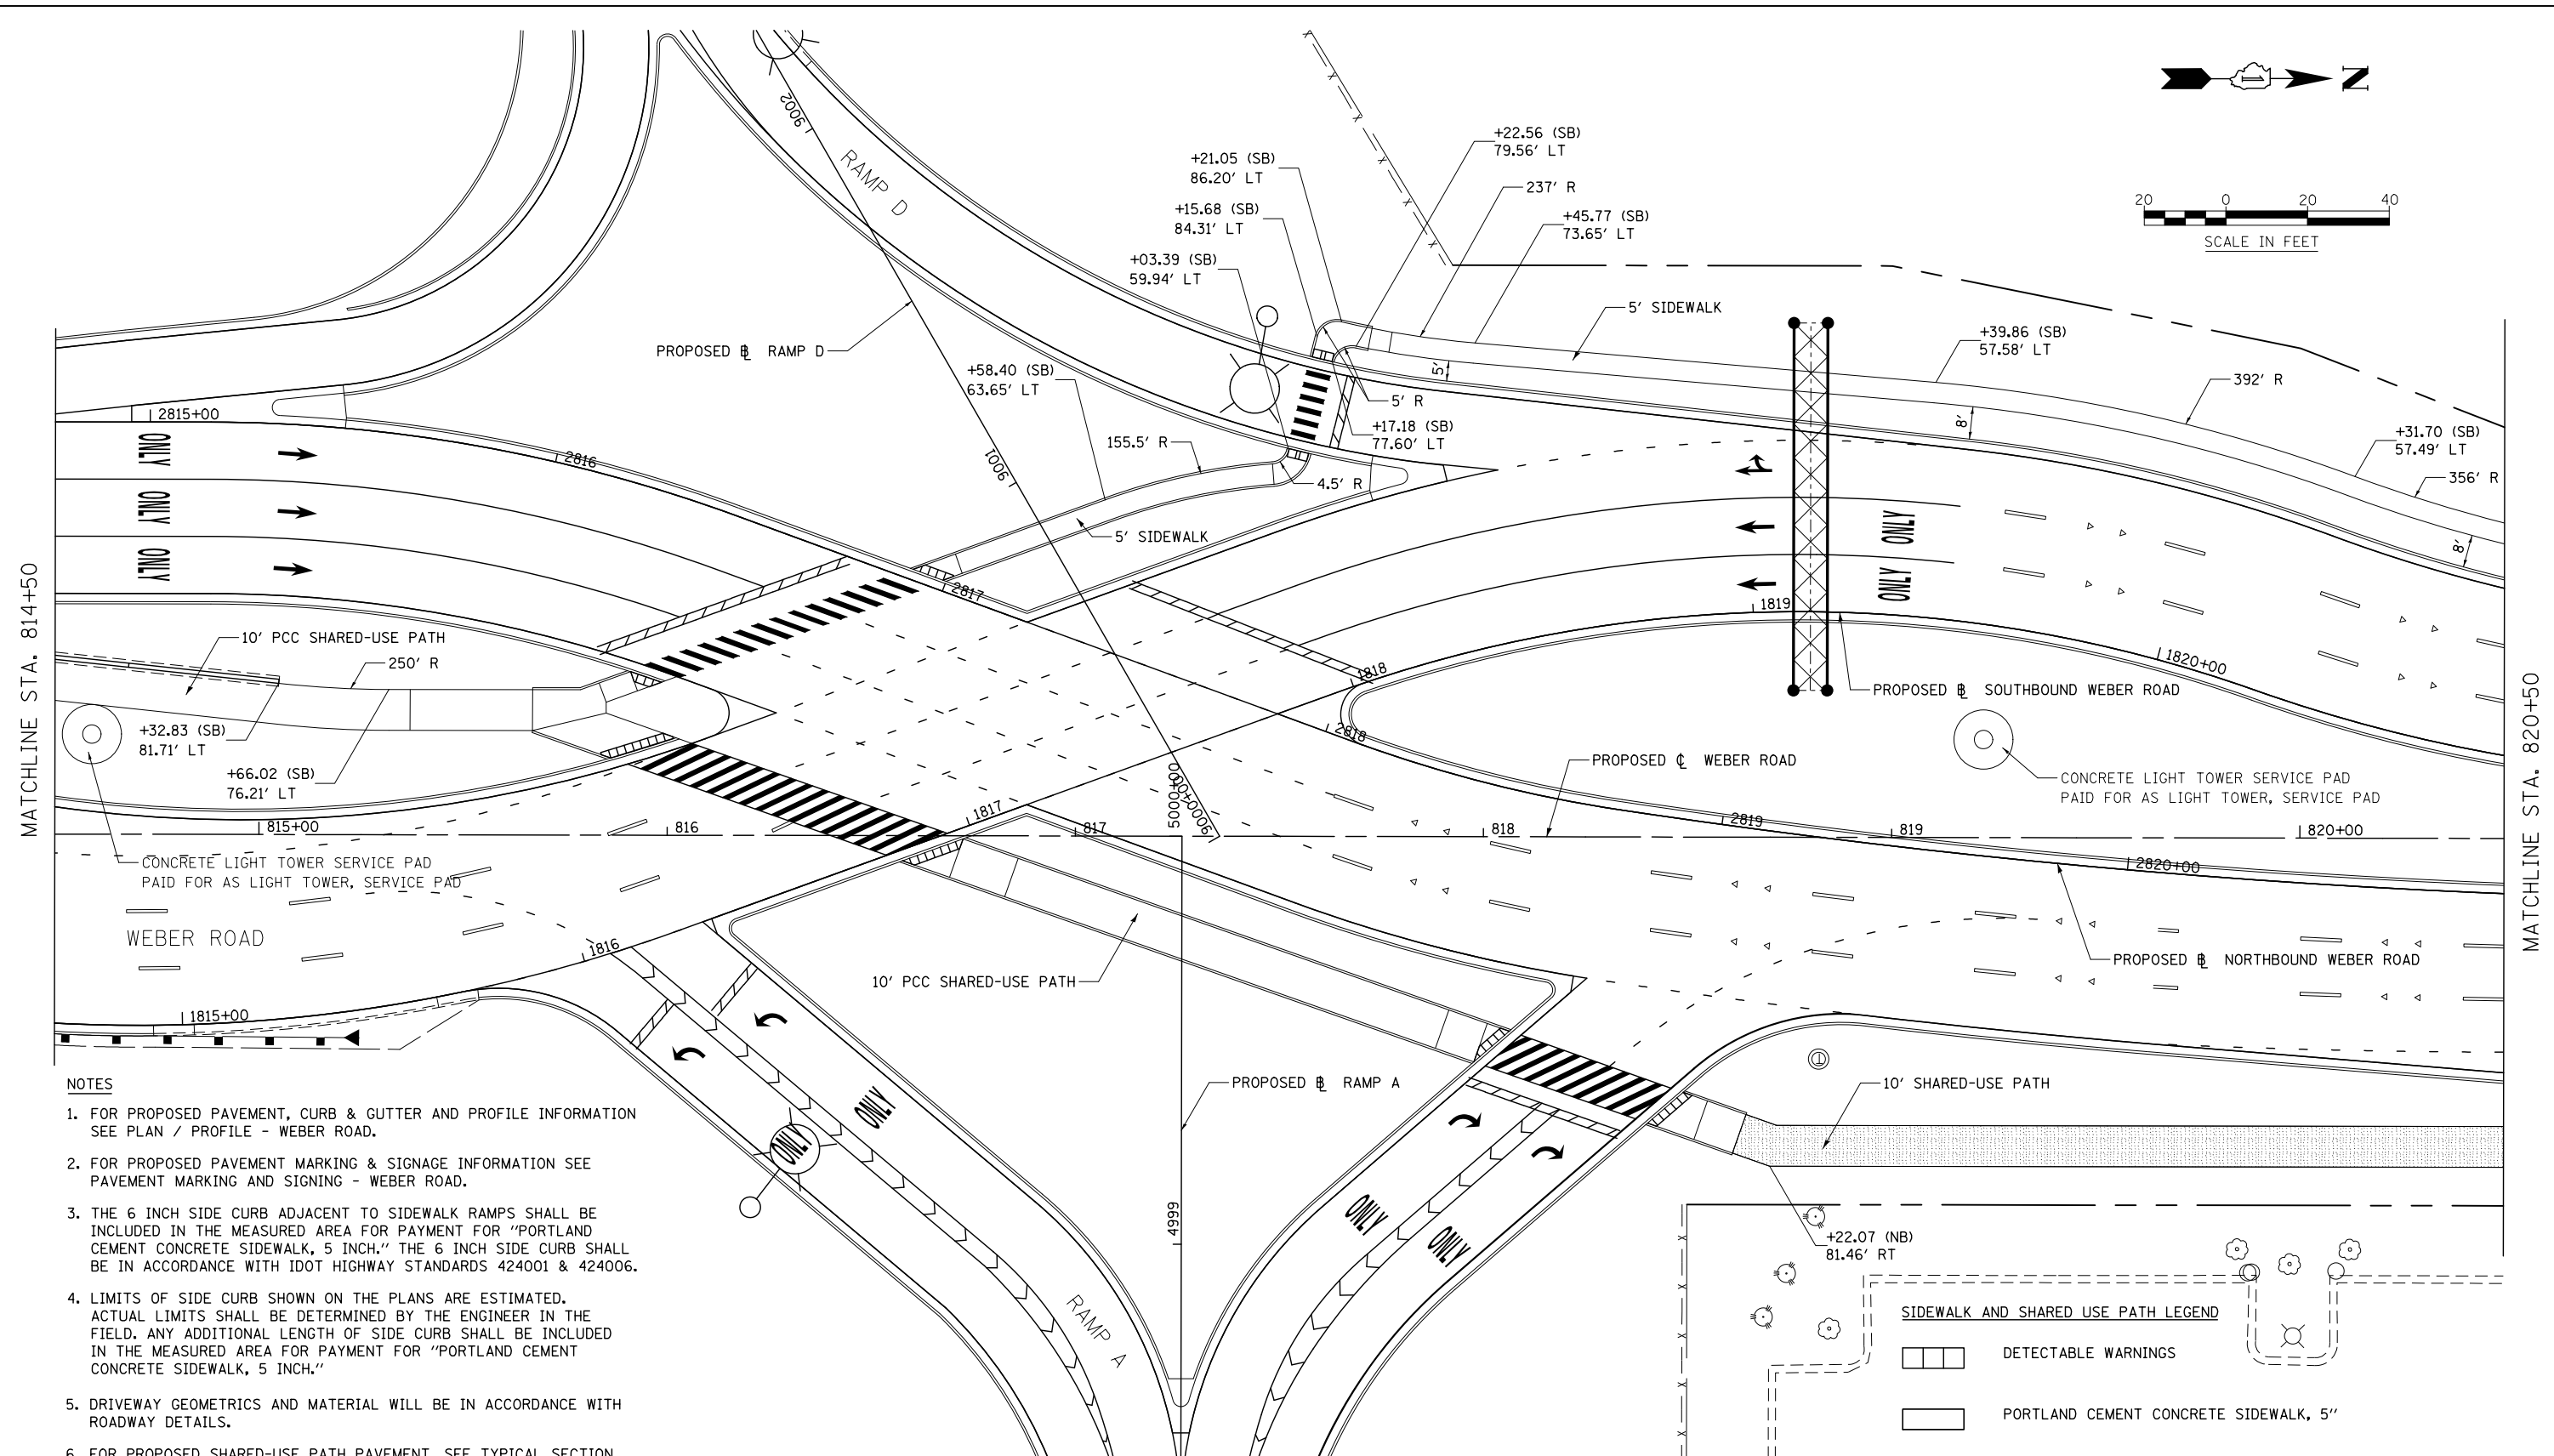 N
20 0 20 40
SCALE IN FEET
+22.56 (SB)
79.56' LT
+21.05 (SB)
86.20' LT
237' R
+15.68 (SB)
84.31' LT
+45.77 (SB)
73.65' LT
+03.39 (SB)
59.94' LT
9002
RAMP D
5' SIDEWALK
+39.86 (SB)
57.58' LT
PROPOSED ℄ RAMP D
+58.40 (SB)
63.65' LT
5'
392' R
5' R
2815+00
+17.18 (SB)
77.60' LT
8'
+31.70 (SB)
57.49' LT
155.5' R
356' R
ONLY
2816
9001
4.5' R
ONLY
5' SIDEWALK
ONLY
8'
ONLY
ONLY
2817
1819
MATCHLINE STA. 814+50
10' PCC SHARED-USE PATH
250' R
1818
1820+00
PROPOSED ℄ SOUTHBOUND WEBER ROAD
MATCHLINE STA. 820+50
+32.83 (SB)
81.71' LT
2818
PROPOSED ℄ WEBER ROAD
+66.02 (SB)
76.21' LT
CONCRETE LIGHT TOWER SERVICE PAD
PAID FOR AS LIGHT TOWER, SERVICE PAD
5000+00
9000+00
1817
815+00
816
817
818
2819
819
820+00
CONCRETE LIGHT TOWER SERVICE PAD
PAID FOR AS LIGHT TOWER, SERVICE PAD
2820+00
WEBER ROAD
1816
PROPOSED ℄ NORTHBOUND WEBER ROAD
10' PCC SHARED-USE PATH
1815+00
PROPOSED ℄ RAMP A
10' SHARED-USE PATH
ONLY
ONLY
ONLY
ONLY
4999
+22.07 (NB)
81.46' RT
RAMP A
NOTES
1. FOR PROPOSED PAVEMENT, CURB & GUTTER AND PROFILE INFORMATION
SEE PLAN / PROFILE - WEBER ROAD.
2. FOR PROPOSED PAVEMENT MARKING & SIGNAGE INFORMATION SEE
PAVEMENT MARKING AND SIGNING - WEBER ROAD.
3. THE 6 INCH SIDE CURB ADJACENT TO SIDEWALK RAMPS SHALL BE
INCLUDED IN THE MEASURED AREA FOR PAYMENT FOR "PORTLAND
CEMENT CONCRETE SIDEWALK, 5 INCH." THE 6 INCH SIDE CURB SHALL
BE IN ACCORDANCE WITH IDOT HIGHWAY STANDARDS 424001 & 424006.
4. LIMITS OF SIDE CURB SHOWN ON THE PLANS ARE ESTIMATED.
ACTUAL LIMITS SHALL BE DETERMINED BY THE ENGINEER IN THE
FIELD. ANY ADDITIONAL LENGTH OF SIDE CURB SHALL BE INCLUDED
IN THE MEASURED AREA FOR PAYMENT FOR "PORTLAND CEMENT
CONCRETE SIDEWALK, 5 INCH."
5. DRIVEWAY GEOMETRICS AND MATERIAL WILL BE IN ACCORDANCE WITH
ROADWAY DETAILS.
6. FOR PROPOSED SHARED-USE PATH PAVEMENT, SEE TYPICAL SECTION
SIDEWALK AND SHARED USE PATH LEGEND
DETECTABLE WARNINGS
PORTLAND CEMENT CONCRETE SIDEWALK, 5"